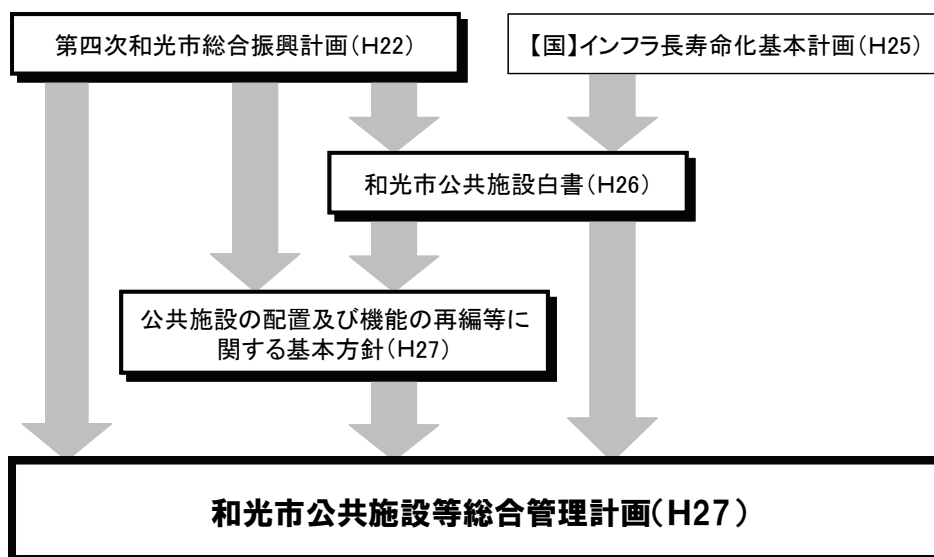 第四次和光市総合振興計画(H22)
【国】インフラ長寿命化基本計画(H25)
和光市公共施設白書(H26)
公共施設の配置及び機能の再編等に
関する基本方針(H27)
和光市公共施設等総合管理計画(H27)